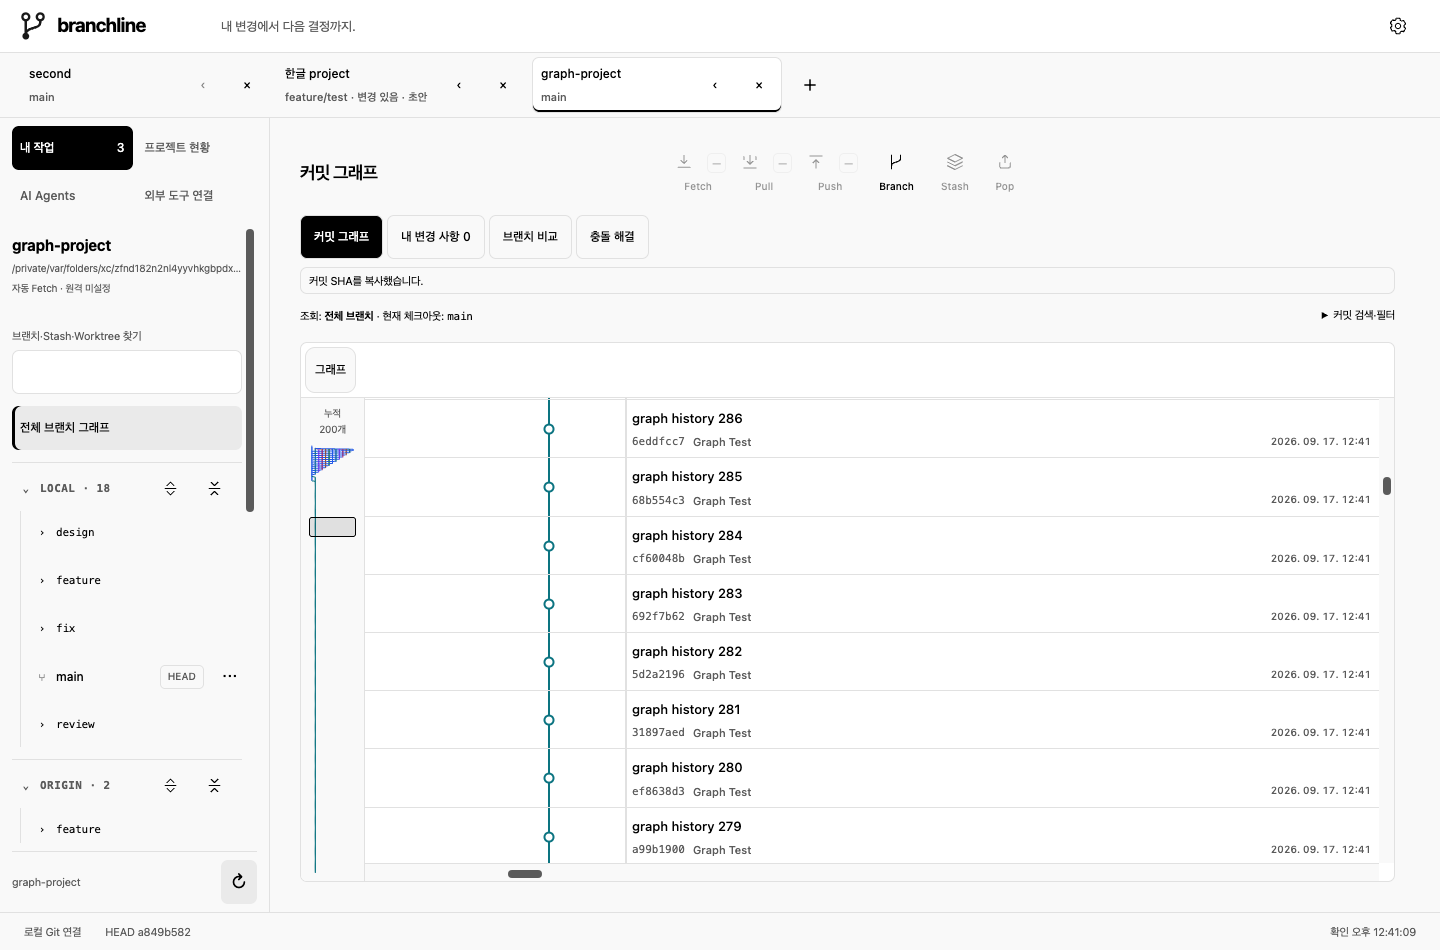 branchline
내 변경에서 다음 결정까지.
second
main
‹ ×
한글 project
feature/test · 변경 있음 · 초안
‹ ×
graph-project
main
‹ ×
+
내 작업 3
프로젝트 현황
AI Agents
외부 도구 연결
graph-project
/private/var/folders/xc/zfnd182n2nl4yyvhkgbpdx...
자동 Fetch · 원격 미설정
브랜치·Stash·Worktree 찾기
전체 브랜치 그래프
LOCAL · 18
design
feature
fix
main HEAD ···
review
ORIGIN · 2
feature
graph-project
커밋 그래프
Fetch
Pull
Push
Branch
Stash
Pop
커밋 그래프
내 변경 사항 0
브랜치 비교
충돌 해결
커밋 SHA를 복사했습니다.
조회: 전체 브랜치 · 현재 체크아웃: main
▶ 커밋 검색·필터
그래프
누적
200개
graph history 286
6eddfcc7 Graph Test 2026. 09. 17. 12:41
graph history 285
68b554c3 Graph Test 2026. 09. 17. 12:41
graph history 284
cf60048b Graph Test 2026. 09. 17. 12:41
graph history 283
692f7b62 Graph Test 2026. 09. 17. 12:41
graph history 282
5d2a2196 Graph Test 2026. 09. 17. 12:41
graph history 281
31897aed Graph Test 2026. 09. 17. 12:41
graph history 280
ef8638d3 Graph Test 2026. 09. 17. 12:41
graph history 279
a99b1900 Graph Test 2026. 09. 17. 12:41
로컬 Git 연결
HEAD a849b582
확인 오후 12:41:09